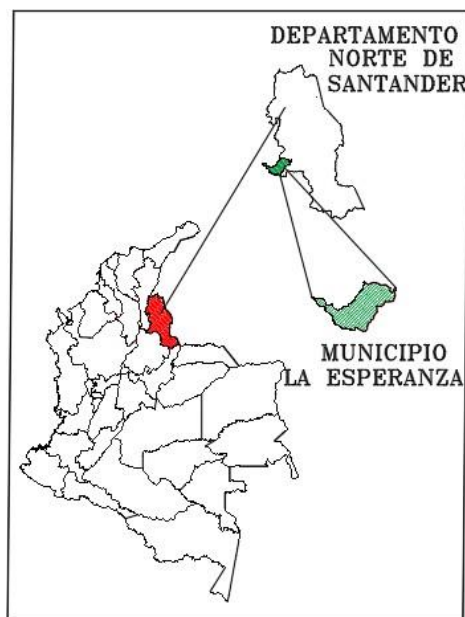 DEPARTAMENTO
NORTE DE
SANTANDER
MUNICIPIO
LA ESPERANZA